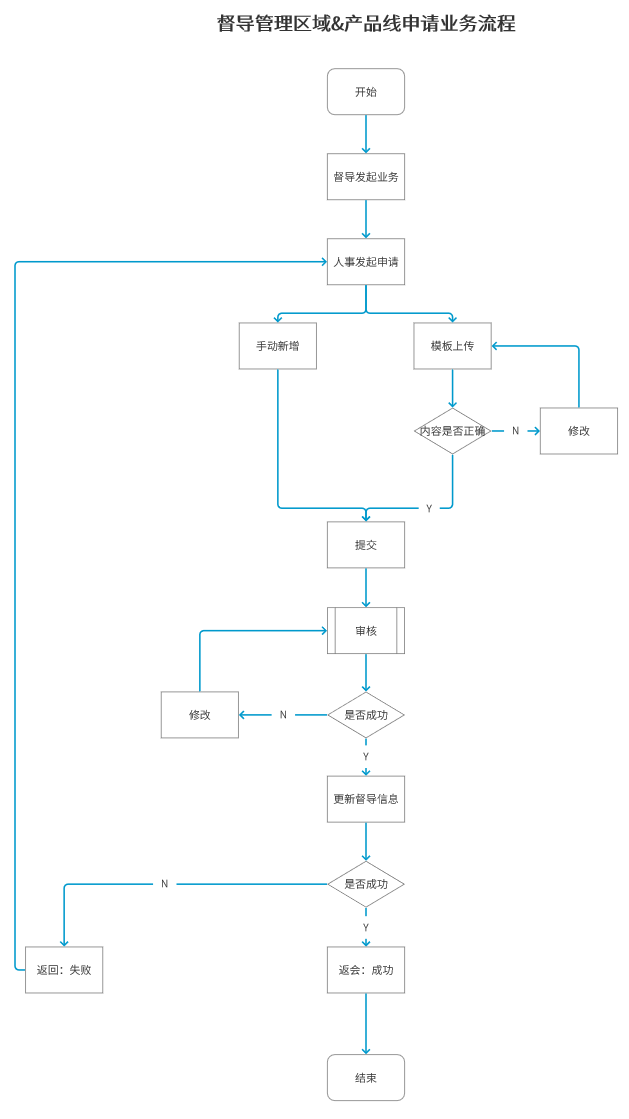 督导管理区域&产品线申请业务流程
开始
督导发起业务
人事发起申请
手动新增
模板上传
内容是否正确
N
修改
Y
提交
审核
修改
N
是否成功
Y
更新督导信息
N
是否成功
Y
返回：失败
返会：成功
结束